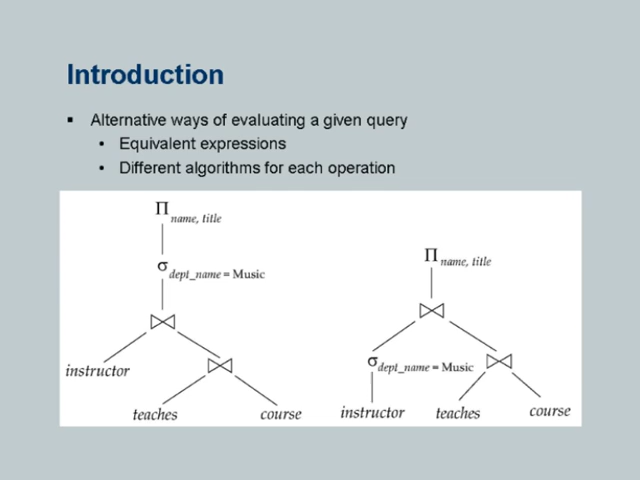 Introduction
▪ Alternative ways of evaluating a given query
• Equivalent expressions
• Different algorithms for each operation
Π name, title
σ dept_name = Music
⋈
instructor
⋈
teaches
course
Π name, title
⋈
σ dept_name = Music
⋈
instructor
teaches
course